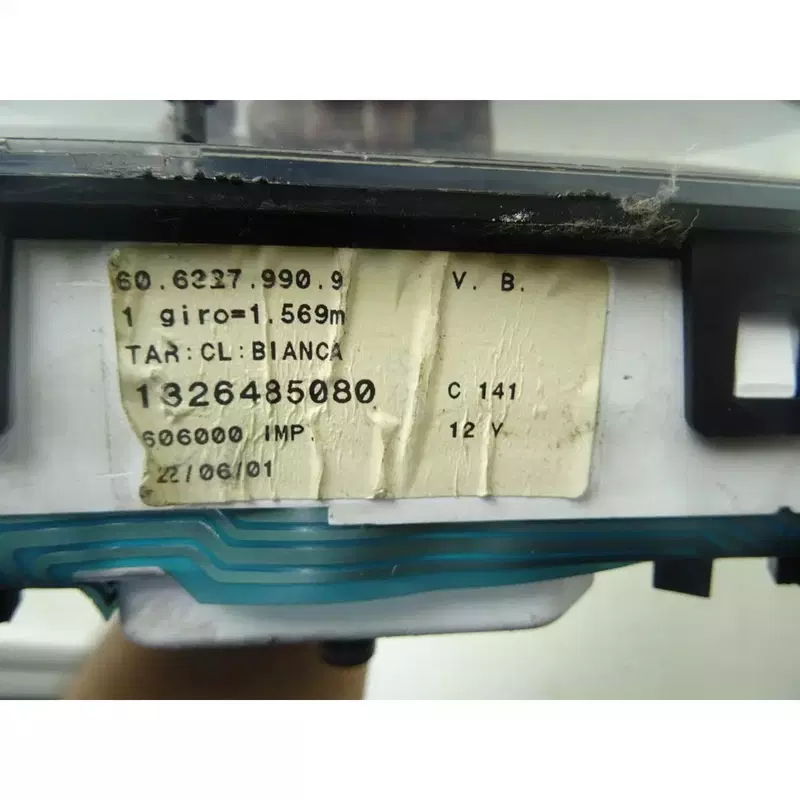 60.6227.990.9 V. B.
1 giro=1.569m
TAR:CL:BIANCA
1326485080 C 141
606000 IMP. 12 V
22/06/01